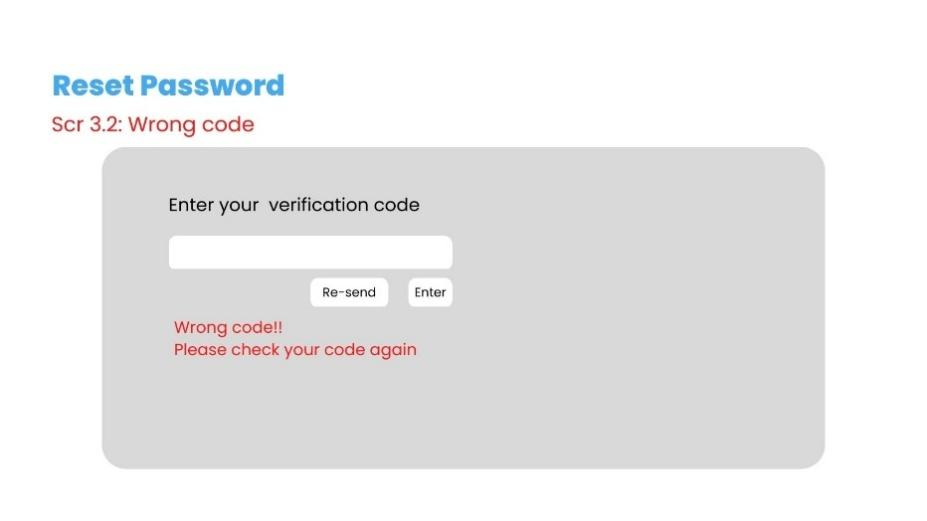 Reset Password
Scr 3.2: Wrong code
Enter your  verification code
Re-send Enter
Wrong code!!
Please check your code again